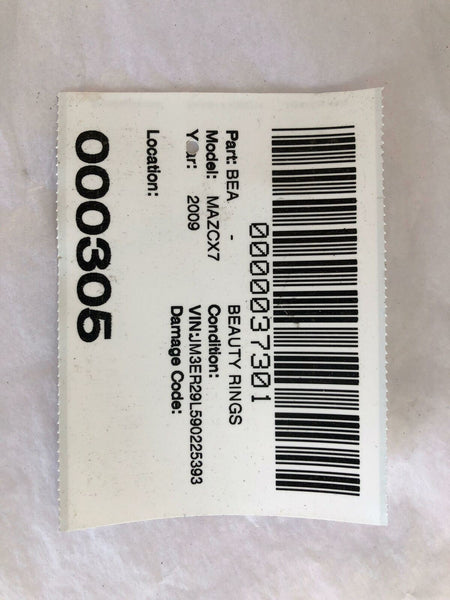 0000037301
Part: BEA - BEAUTY RINGS
Model: MAZCX7 Condition:
Year: 2009 VIN:JM3ER29L590225393
Damage Code:
Location:
000305